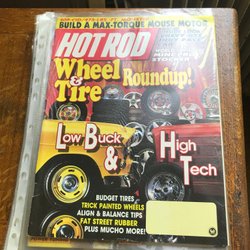 BUILD A MAX-TORQUE MOUSE MOTOR
HOT ROD
Wheel
& Tire
Roundup!
Low Buck
&
High
Tech
BUDGET TIRES
TRICK PAINTED WHEELS
ALIGN & BALANCE TIPS
FAT STREET RUBBER
PLUS MUCHO MORE!